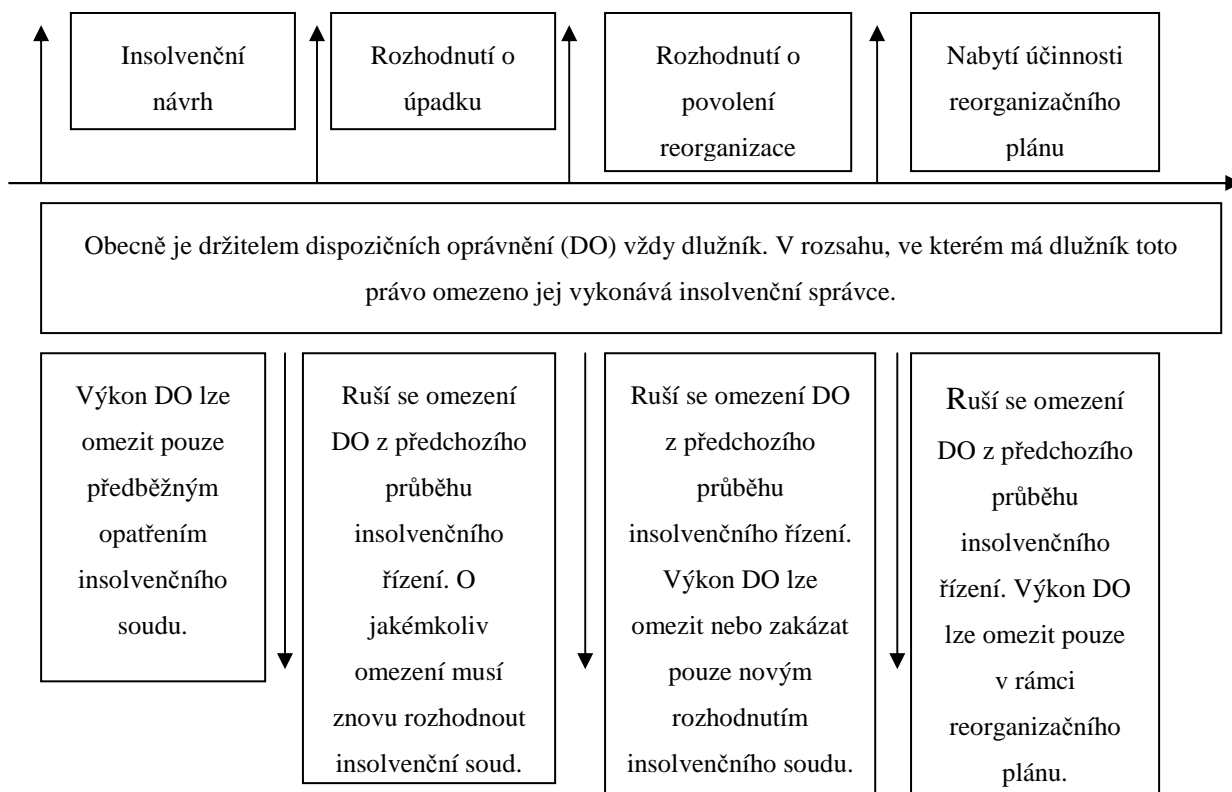 Insolvenční
návrh
Rozhodnutí o
úpadku
Rozhodnutí o
povolení
reorganizace
Nabytí účinnosti
reorganizačního
plánu
Obecně je držitelem dispozičních oprávnění (DO) vždy dlužník. V rozsahu, ve kterém má dlužník toto
právo omezeno jej vykonává insolvenční správce.
Výkon DO lze
omezit pouze
předběžným
opatřením
insolvenčního
soudu.
Ruší se omezení
DO z předchozího
průběhu
insolvenčního
řízení. O
jakémkoliv
omezení musí
znovu rozhodnout
insolvenční soud.
Ruší se omezení DO
z předchozího
průběhu
insolvenčního řízení.
Výkon DO lze
omezit nebo zakázat
pouze novým
rozhodnutím
insolvenčního soudu.
Ruší se omezení
DO z předchozího
průběhu
insolvenčního
řízení. Výkon DO
lze omezit pouze
v rámci
reorganizačního
plánu.